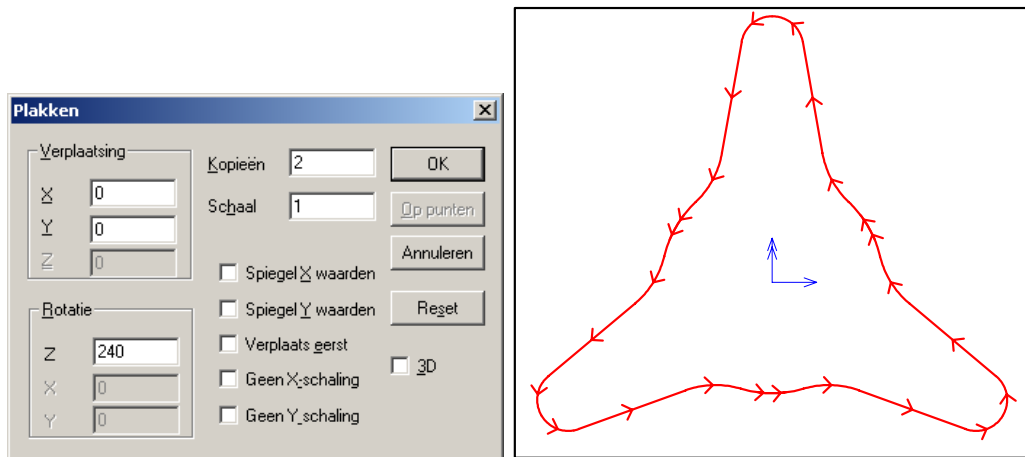 Plakken
Verplaatsing
X 0
Y 0
Z 0
Rotatie
Z 240
X 0
Y 0
Kopieën 2
Schaal 1
Spiegel X waarden
Spiegel Y waarden
Verplaats eerst
Geen X-schaling
Geen Y_schaling
OK
Op punten
Annuleren
Reset
3D